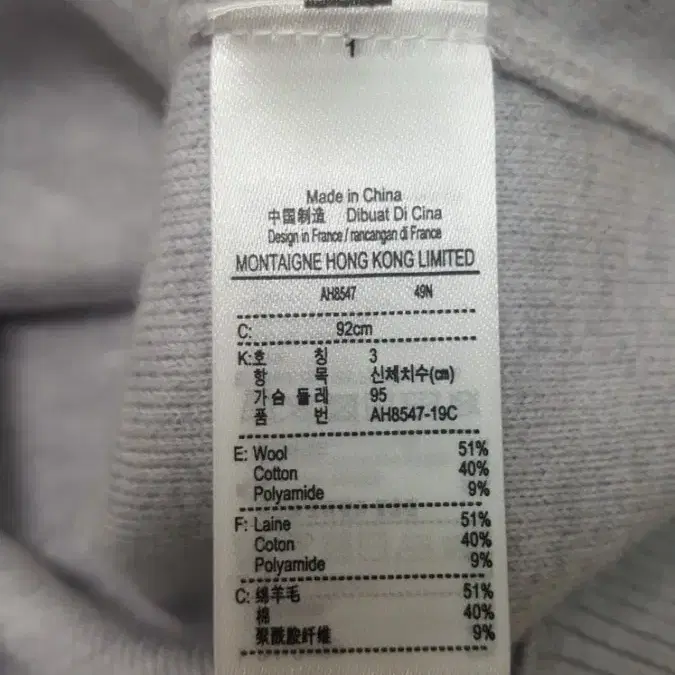 1
Made in China
中国制造 Dibuat Di Cina
Design in France / rancangan di France
MONTAIGNE HONG KONG LIMITED
AH8547 49N
C: 92cm
K:호 칭 3
항 목 신체치수(cm)
가슴 둘레 95
품 번 AH8547-19C
E: Wool 51%
Cotton 40%
Polyamide 9%
F: Laine 51%
Coton 40%
Polyamide 9%
C: 绵羊毛 51%
棉 40%
聚酰胺纤维 9%